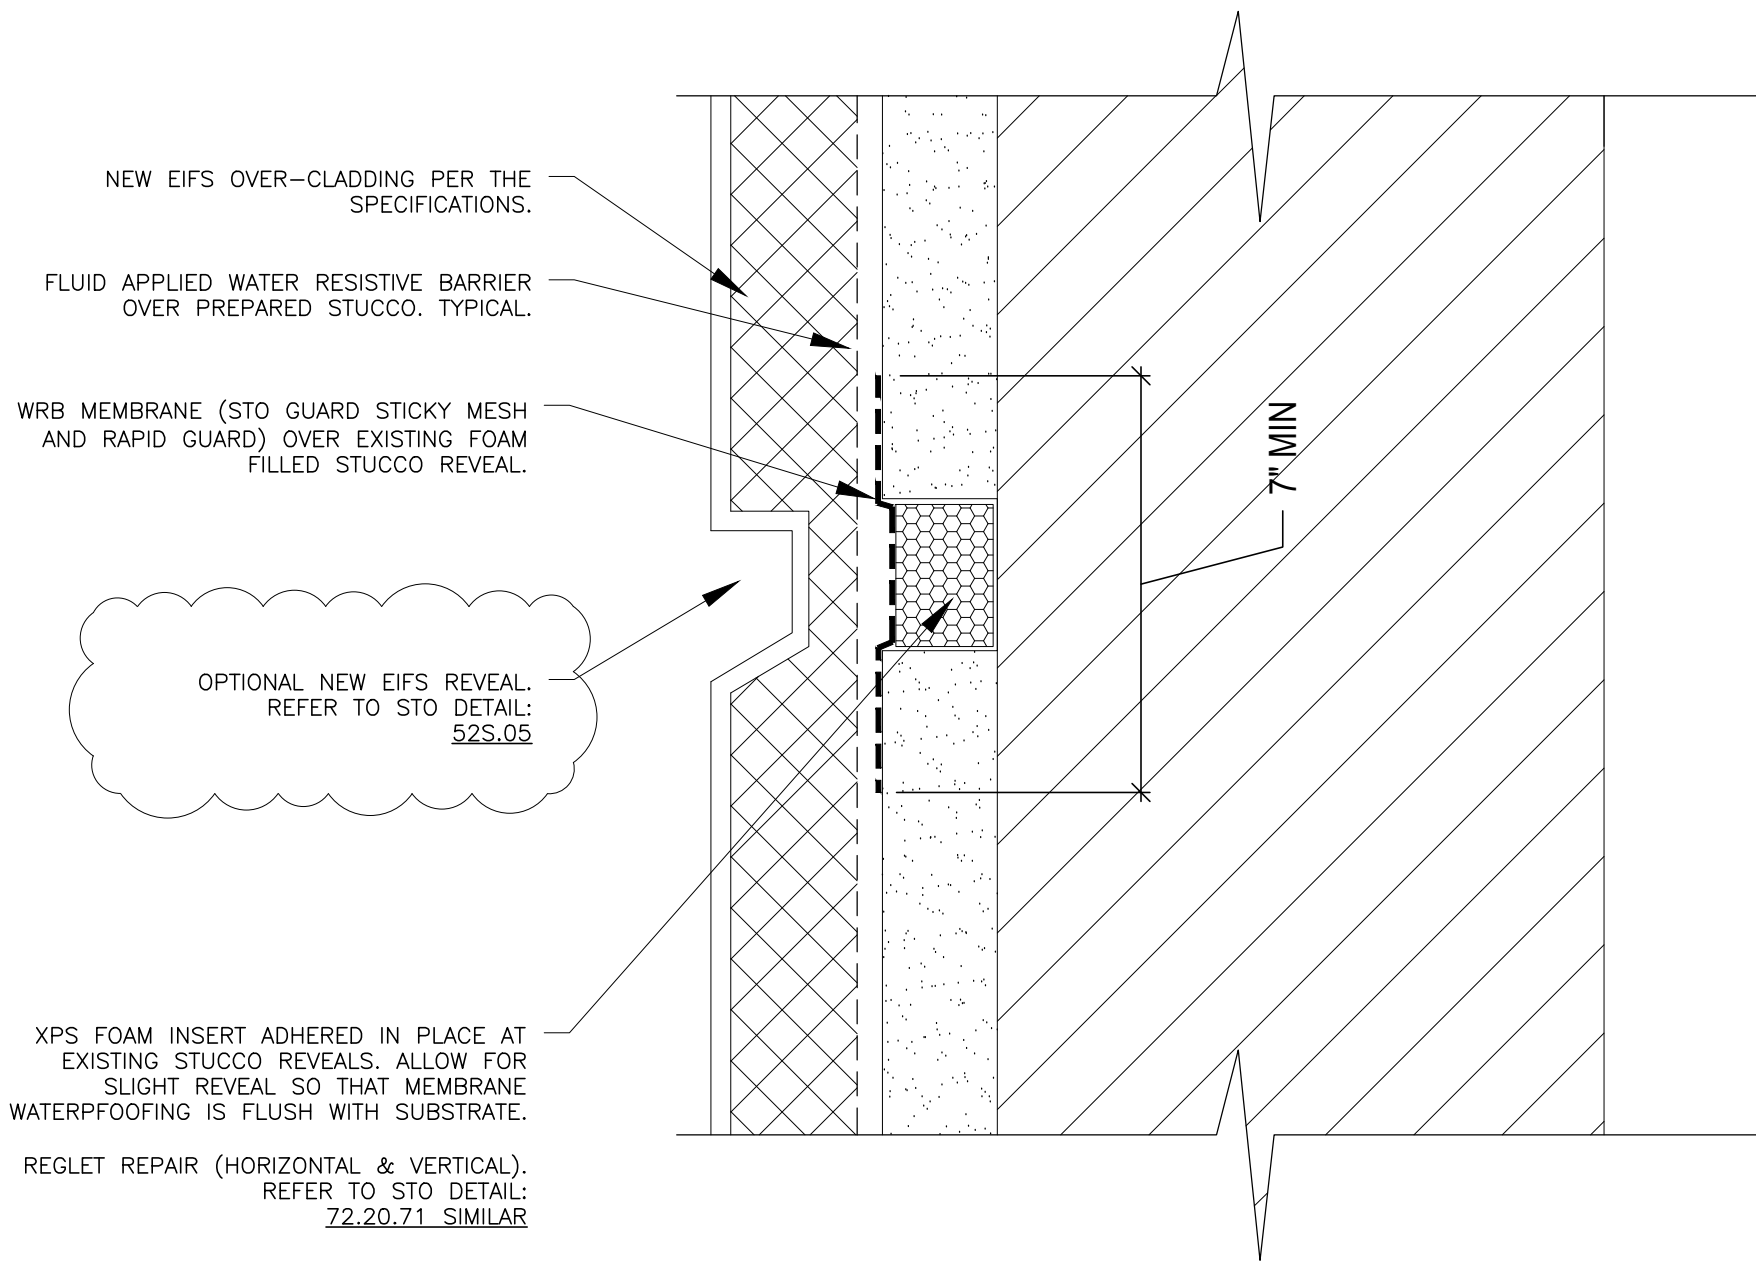 NEW EIFS OVER-CLADDING PER THE
SPECIFICATIONS.
FLUID APPLIED WATER RESISTIVE BARRIER
OVER PREPARED STUCCO. TYPICAL.
WRB MEMBRANE (STO GUARD STICKY MESH
AND RAPID GUARD) OVER EXISTING FOAM
FILLED STUCCO REVEAL.
7" MIN
OPTIONAL NEW EIFS REVEAL.
REFER TO STO DETAIL:
52S.05
XPS FOAM INSERT ADHERED IN PLACE AT
EXISTING STUCCO REVEALS. ALLOW FOR
SLIGHT REVEAL SO THAT MEMBRANE
WATERPFOOFING IS FLUSH WITH SUBSTRATE.
REGLET REPAIR (HORIZONTAL & VERTICAL).
REFER TO STO DETAIL:
72.20.71 SIMILAR